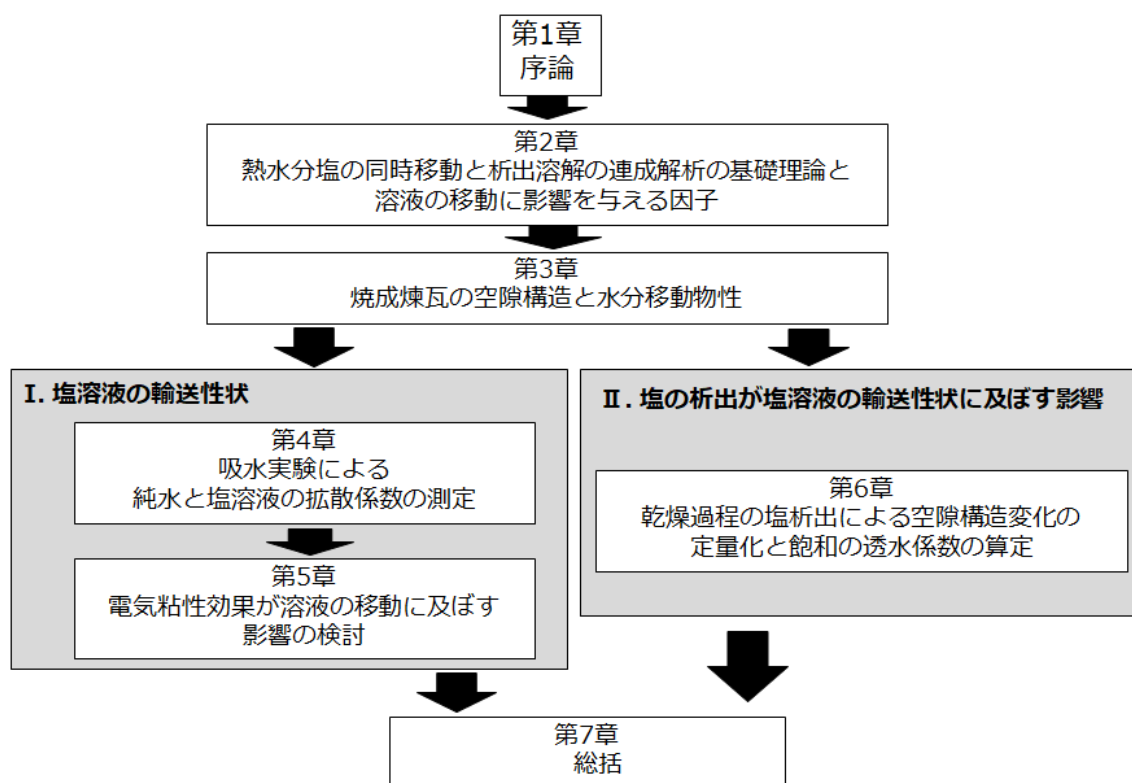 第1章
序論
第2章
熱水分塩の同時移動と析出溶解の連成解析の基礎理論と
溶液の移動に影響を与える因子
第3章
焼成煉瓦の空隙構造と水分移動物性
Ⅰ. 塩溶液の輸送性状
第4章
吸水実験による
純水と塩溶液の拡散係数の測定
第5章
電気粘性効果が溶液の移動に及ぼす
影響の検討
Ⅱ. 塩の析出が塩溶液の輸送性状に及ぼす影響
第6章
乾燥過程の塩析出による空隙構造変化の
定量化と飽和の透水係数の算定
第7章
総括